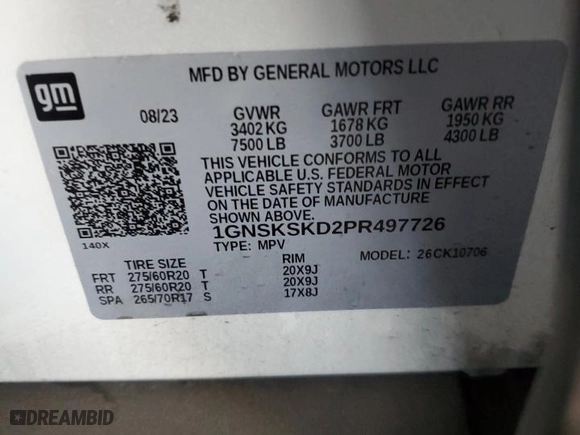 gm
MFD BY GENERAL MOTORS LLC
08/23 GVWR GAWR FRT GAWR RR
3402 KG 1678 KG 1950 KG
7500 LB 3700 LB 4300 LB
THIS VEHICLE CONFORMS TO ALL
APPLICABLE U.S. FEDERAL MOTOR
VEHICLE SAFETY STANDARDS IN EFFECT
ON THE DATE OF MANUFACTURE
SHOWN ABOVE.
1GNSKSKD2PR497726
140X
TYPE: MPV MODEL: 26CK10706
TIRE SIZE RIM
FRT 275/60R20 T 20X9J
RR 275/60R20 T 20X9J
SPA 265/70R17 S 17X8J
DREAMBID